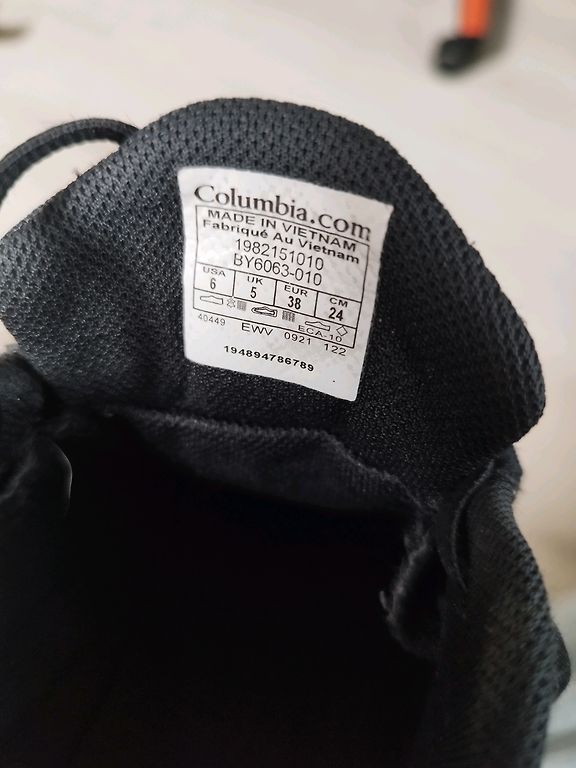 Columbia.com
MADE IN VIETNAM
Fabriqué Au Vietnam
1982151010
BY6063-010
USA UK EUR CM
6 5 38 24
40449 EWV 0921 ECA-10 122
194894786789